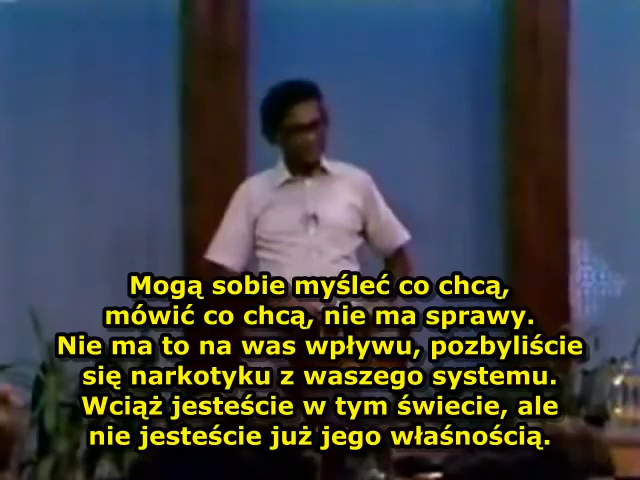 Mogą sobie myśleć co chcą,
mówić co chcą, nie ma sprawy.
Nie ma to na was wpływu, pozbyliście
się narkotyku z waszego systemu.
Wciąż jesteście w tym świecie, ale
nie jesteście już jego właśnością.